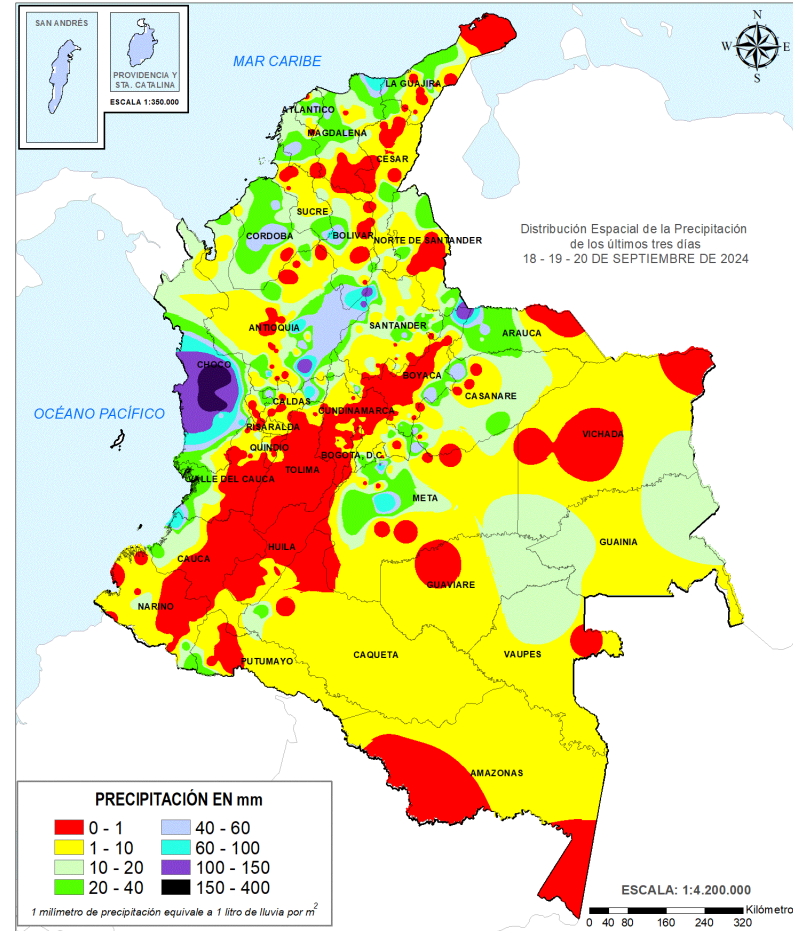 SAN ANDRÉS
PROVIDENCIA Y
STA. CATALINA
ESCALA 1:350.000
MAR CARIBE
N
W E
S
LA GUAJIRA
ATLANTICO
MAGDALENA
CESAR
SUCRE
CORDOBA
BOLIVAR
NORTE DE SANTANDER
Distribución Espacial de la Precipitación
de los últimos tres días
18 - 19 - 20 DE SEPTIEMBRE DE 2024
ANTIOQUIA
SANTANDER
ARAUCA
CHOCO
BOYACA
CASANARE
OCÉANO PACÍFICO
CALDAS
CUNDINAMARCA
RISARALDA
VICHADA
QUINDIO
BOGOTA, D.C.
TOLIMA
VALLE DEL CAUCA
META
GUAINIA
HUILA
CAUCA
GUAVIARE
NARIÑO
PUTUMAYO
CAQUETA
VAUPES
AMAZONAS
PRECIPITACIÓN EN mm
0 - 1
1 - 10
10 - 20
20 - 40
40 - 60
60 - 100
100 - 150
150 - 400
1 milímetro de precipitación equivale a 1 litro de lluvia por m2
ESCALA: 1:4.200.000
Kilómetro
0 40 80 160 240 320